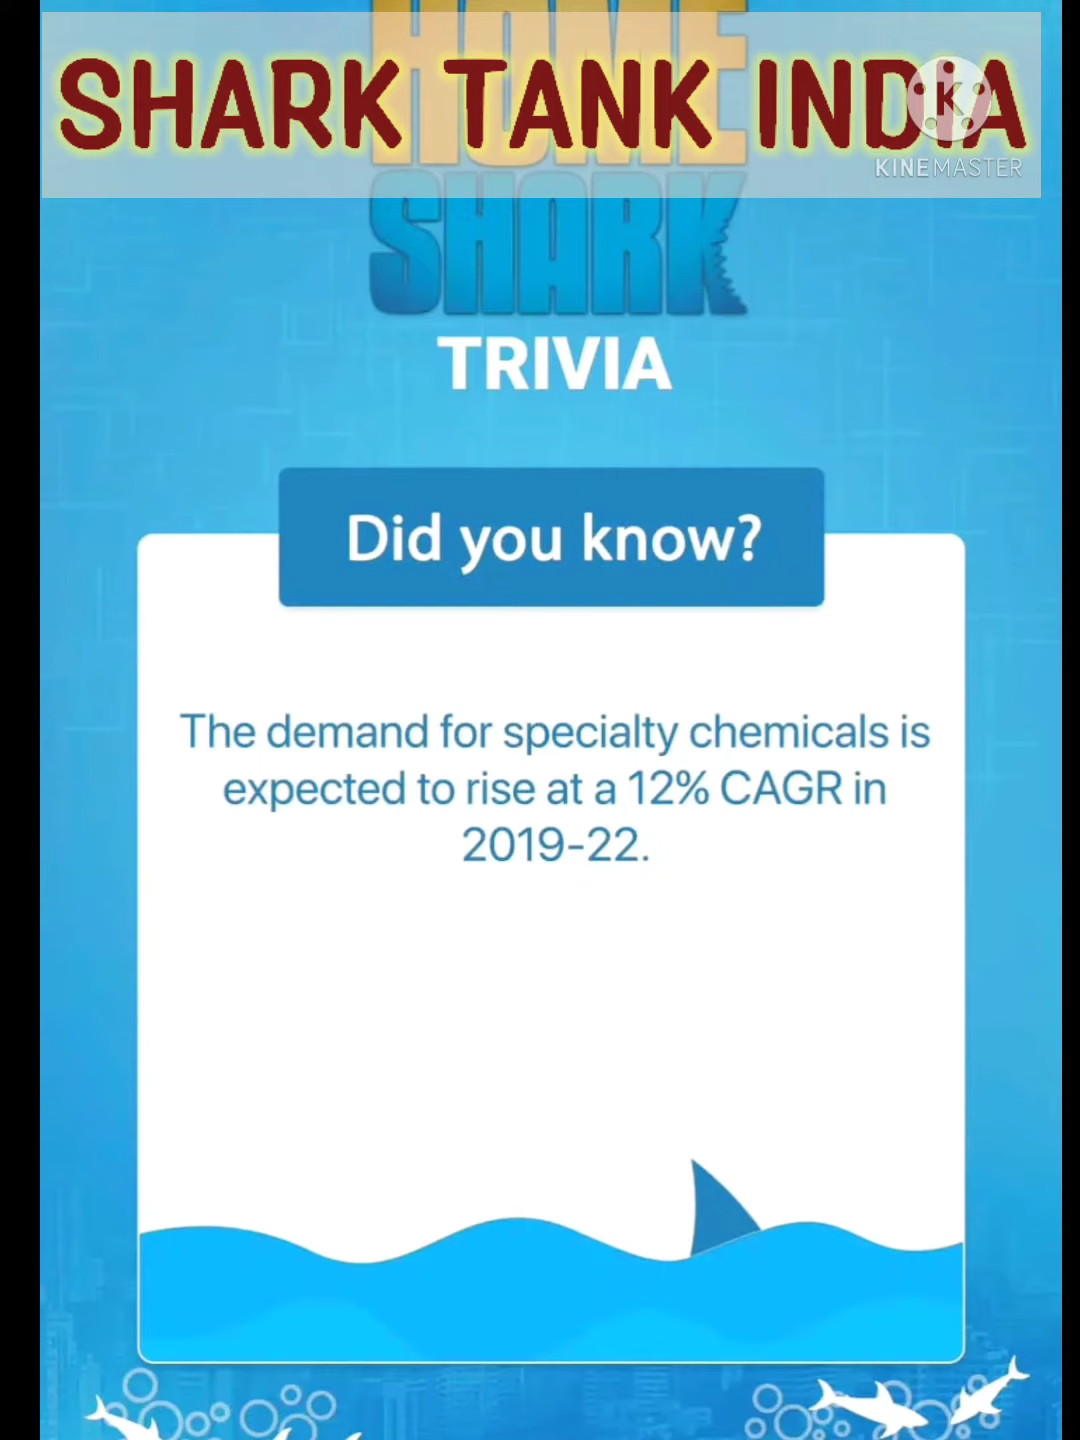 HOME
SHARK TANK INDIA
K
KINEMASTER
SHARK
TRIVIA
Did you know?
The demand for specialty chemicals is
expected to rise at a 12% CAGR in
2019-22.